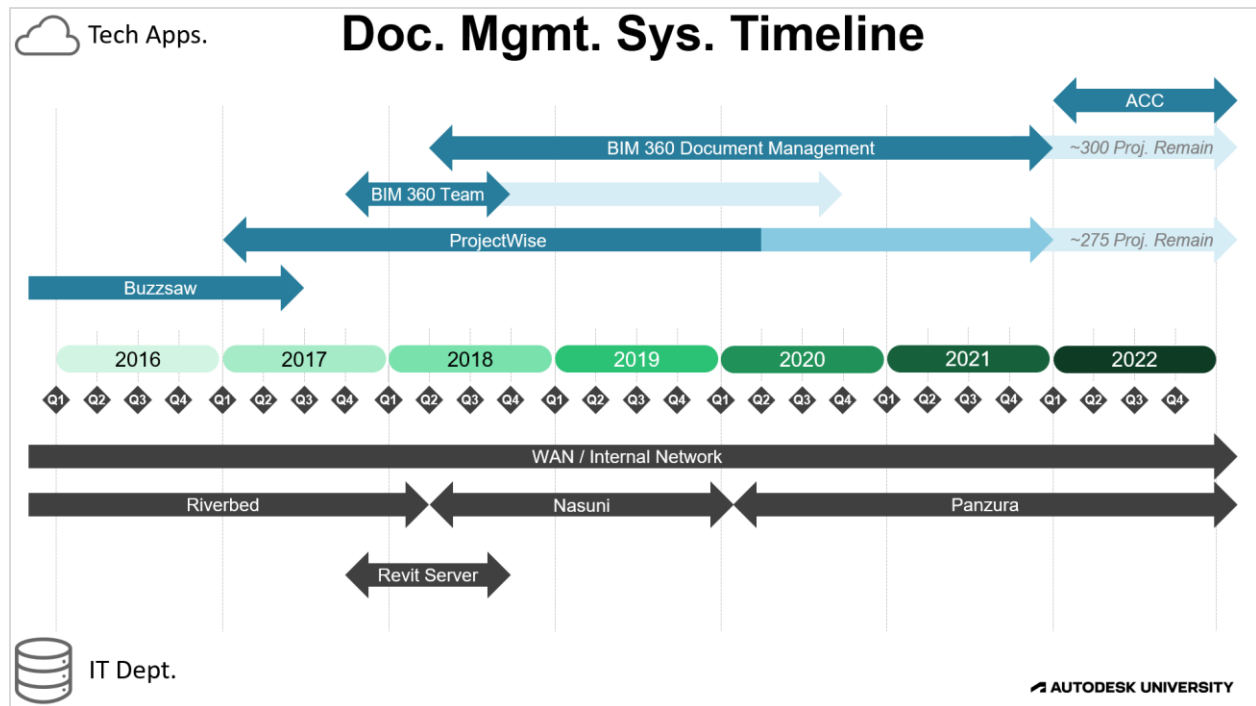 Tech Apps.
Doc. Mgmt. Sys. Timeline
ACC
BIM 360 Document Management
~300 Proj. Remain
BIM 360 Team
ProjectWise
~275 Proj. Remain
Buzzsaw
2016 2017 2018 2019 2020 2021 2022
Q1 Q2 Q3 Q4 Q1 Q2 Q3 Q4 Q1 Q2 Q3 Q4 Q1 Q2 Q3 Q4 Q1 Q2 Q3 Q4 Q1 Q2 Q3 Q4 Q1 Q2 Q3 Q4
WAN / Internal Network
Riverbed Nasuni Panzura
Revit Server
IT Dept.
AUTODESK UNIVERSITY